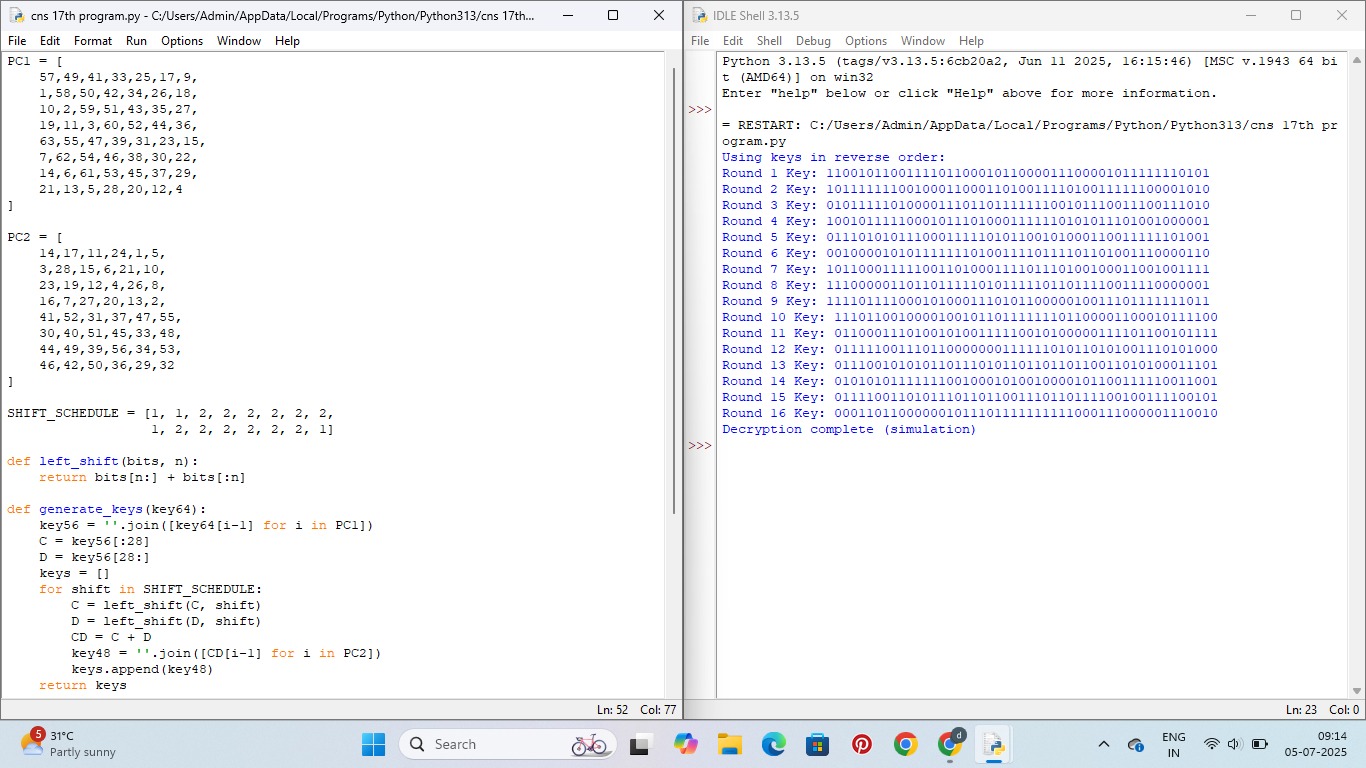 cns 17th program.py - C:/Users/Admin/AppData/Local/Programs/Python/Python313/cns 17th...
File Edit Format Run Options Window Help
PC1 = [
    57,49,41,33,25,17,9,
    1,58,50,42,34,26,18,
    10,2,59,51,43,35,27,
    19,11,3,60,52,44,36,
    63,55,47,39,31,23,15,
    7,62,54,46,38,30,22,
    14,6,61,53,45,37,29,
    21,13,5,28,20,12,4
]
PC2 = [
    14,17,11,24,1,5,
    3,28,15,6,21,10,
    23,19,12,4,26,8,
    16,7,27,20,13,2,
    41,52,31,37,47,55,
    30,40,51,45,33,48,
    44,49,39,56,34,53,
    46,42,50,36,29,32
]
SHIFT_SCHEDULE = [1, 1, 2, 2, 2, 2, 2, 2,
                  1, 2, 2, 2, 2, 2, 2, 1]
def left_shift(bits, n):
    return bits[n:] + bits[:n]
def generate_keys(key64):
    key56 = ''.join([key64[i-1] for i in PC1])
    C = key56[:28]
    D = key56[28:]
    keys = []
    for shift in SHIFT_SCHEDULE:
        C = left_shift(C, shift)
        D = left_shift(D, shift)
        CD = C + D
        key48 = ''.join([CD[i-1] for i in PC2])
        keys.append(key48)
    return keys
Ln: 52 Col: 77
IDLE Shell 3.13.5
File Edit Shell Debug Options Window Help
Python 3.13.5 (tags/v3.13.5:6cb20a2, Jun 11 2025, 16:15:46) [MSC v.1943 64 bi
t (AMD64)] on win32
Enter "help" below or click "Help" above for more information.
>>>
= RESTART: C:/Users/Admin/AppData/Local/Programs/Python/Python313/cns 17th pr
ogram.py
Using keys in reverse order:
Round 1 Key: 110010110011110110001011000011100001011111110101
Round 2 Key: 101111111001000110001101001111010011111100001010
Round 3 Key: 010111110100001110110111111100101110011100111010
Round 4 Key: 100101111100010111010001111110101011101001000001
Round 5 Key: 011101010111000111110101100101000110011111101001
Round 6 Key: 001000010101111111010011110111101101001110000110
Round 7 Key: 101100011111001101000111101110100100011001001111
Round 8 Key: 111000001101101111101011111011011110011110000001
Round 9 Key: 111101111000101000111010110000010011101111111011
Round 10 Key: 111011001000010010110111111101100001100010111100
Round 11 Key: 011000111010010100111110010100000111101100101111
Round 12 Key: 011111001110110000000111111010110101001110101000
Round 13 Key: 011100101010110111010110110110110011010100011101
Round 14 Key: 010101011111110010001010010000101100111110011001
Round 15 Key: 011110010110111011011001110110111100100111100101
Round 16 Key: 000110110000001011101111111111000111000001110010
Decryption complete (simulation)
>>>
Ln: 23 Col: 0
5
31°C
Partly sunny
Search
d
ENG
IN
09:14
05-07-2025